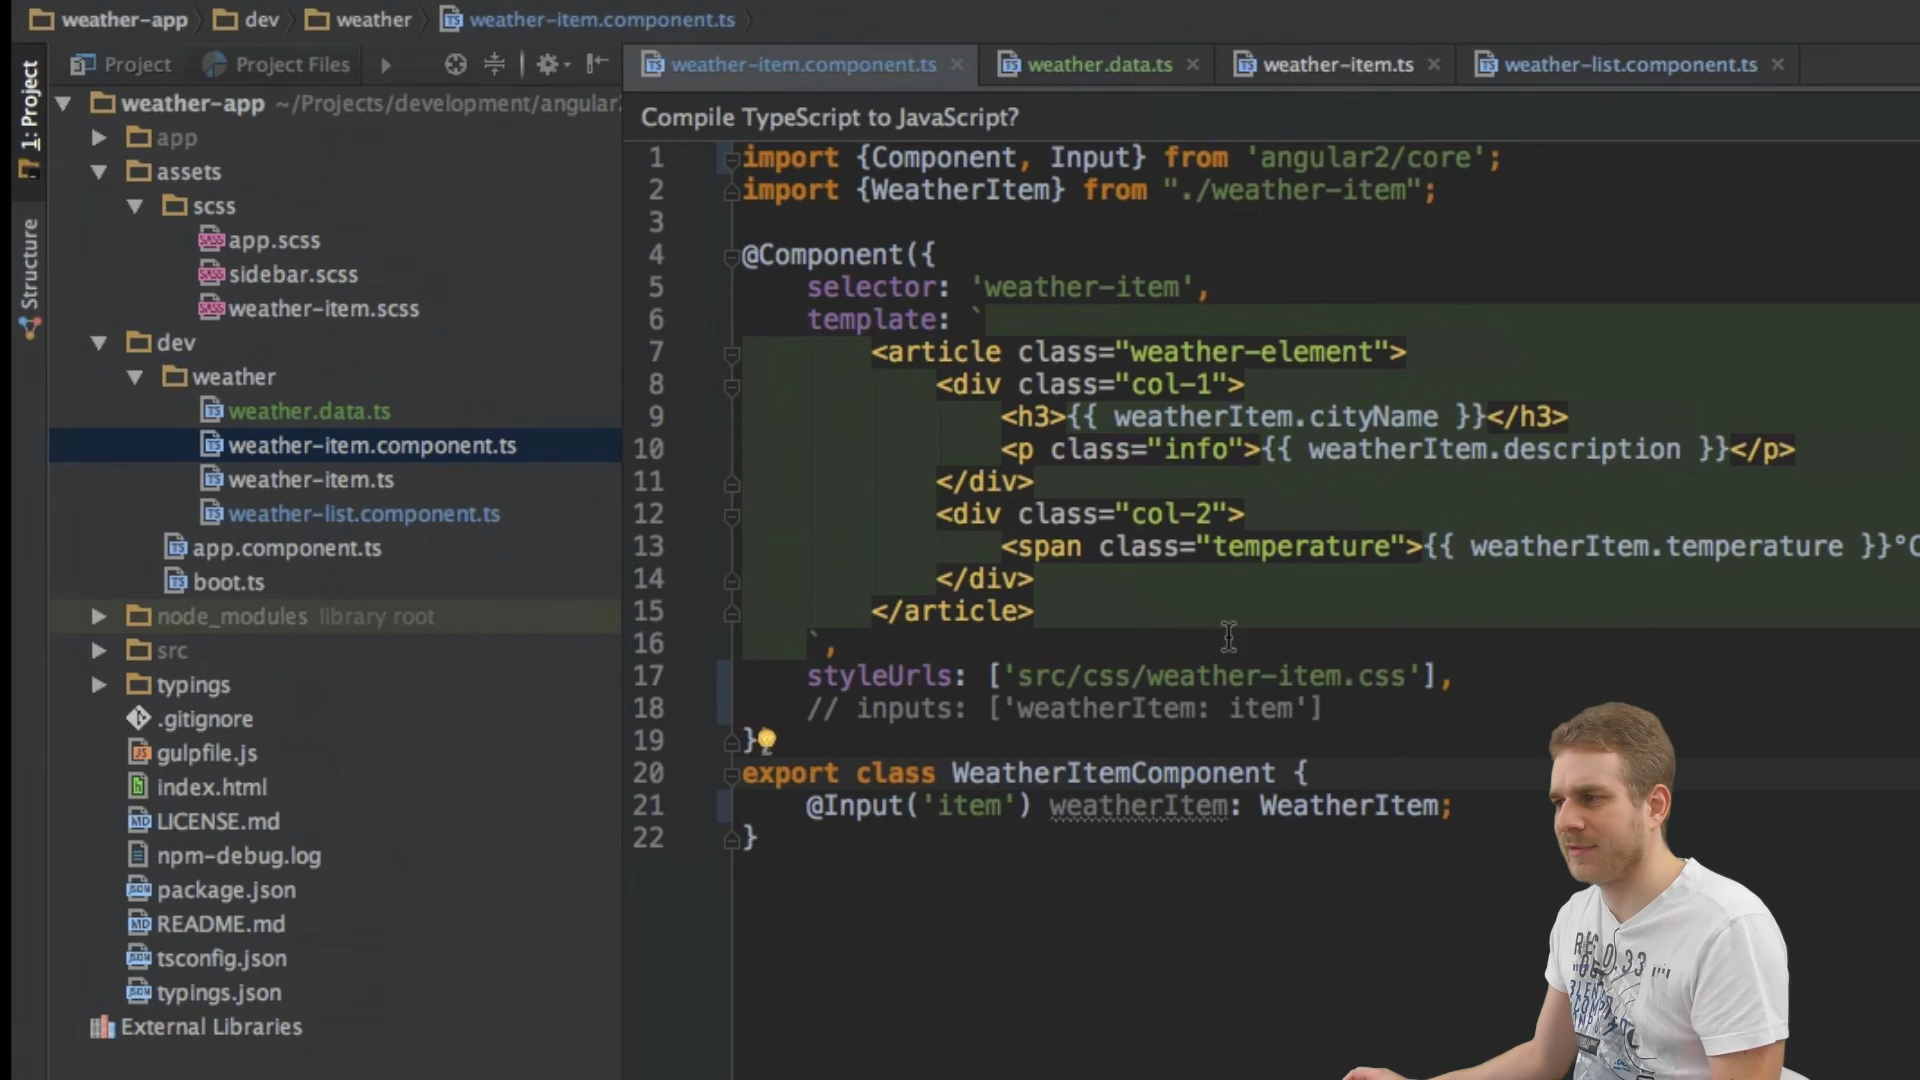 weather-app dev weather weather-item.component.ts
Project Project Files
weather-item.component.ts weather.data.ts weather-item.ts weather-list.component.ts
1: Project
Structure
weather-app ~/Projects/development/angular2
app
assets
scss
app.scss
sidebar.scss
weather-item.scss
dev
weather
weather.data.ts
weather-item.component.ts
weather-item.ts
weather-list.component.ts
app.component.ts
boot.ts
node_modules library root
src
typings
.gitignore
gulpfile.js
index.html
LICENSE.md
npm-debug.log
package.json
README.md
tsconfig.json
typings.json
External Libraries
Compile TypeScript to JavaScript?
1 import {Component, Input} from 'angular2/core';
2 import {WeatherItem} from "./weather-item";
3
4 @Component({
5 selector: 'weather-item',
6 template: `
7 <article class="weather-element">
8 <div class="col-1">
9 <h3>{{ weatherItem.cityName }}</h3>
10 <p class="info">{{ weatherItem.description }}</p>
11 </div>
12 <div class="col-2">
13 <span class="temperature">{{ weatherItem.temperature }}°C
14 </div>
15 </article>
16 `,
17 styleUrls: ['src/css/weather-item.css'],
18 // inputs: ['weatherItem: item']
19 }
20 export class WeatherItemComponent {
21 @Input('item') weatherItem: WeatherItem;
22 }